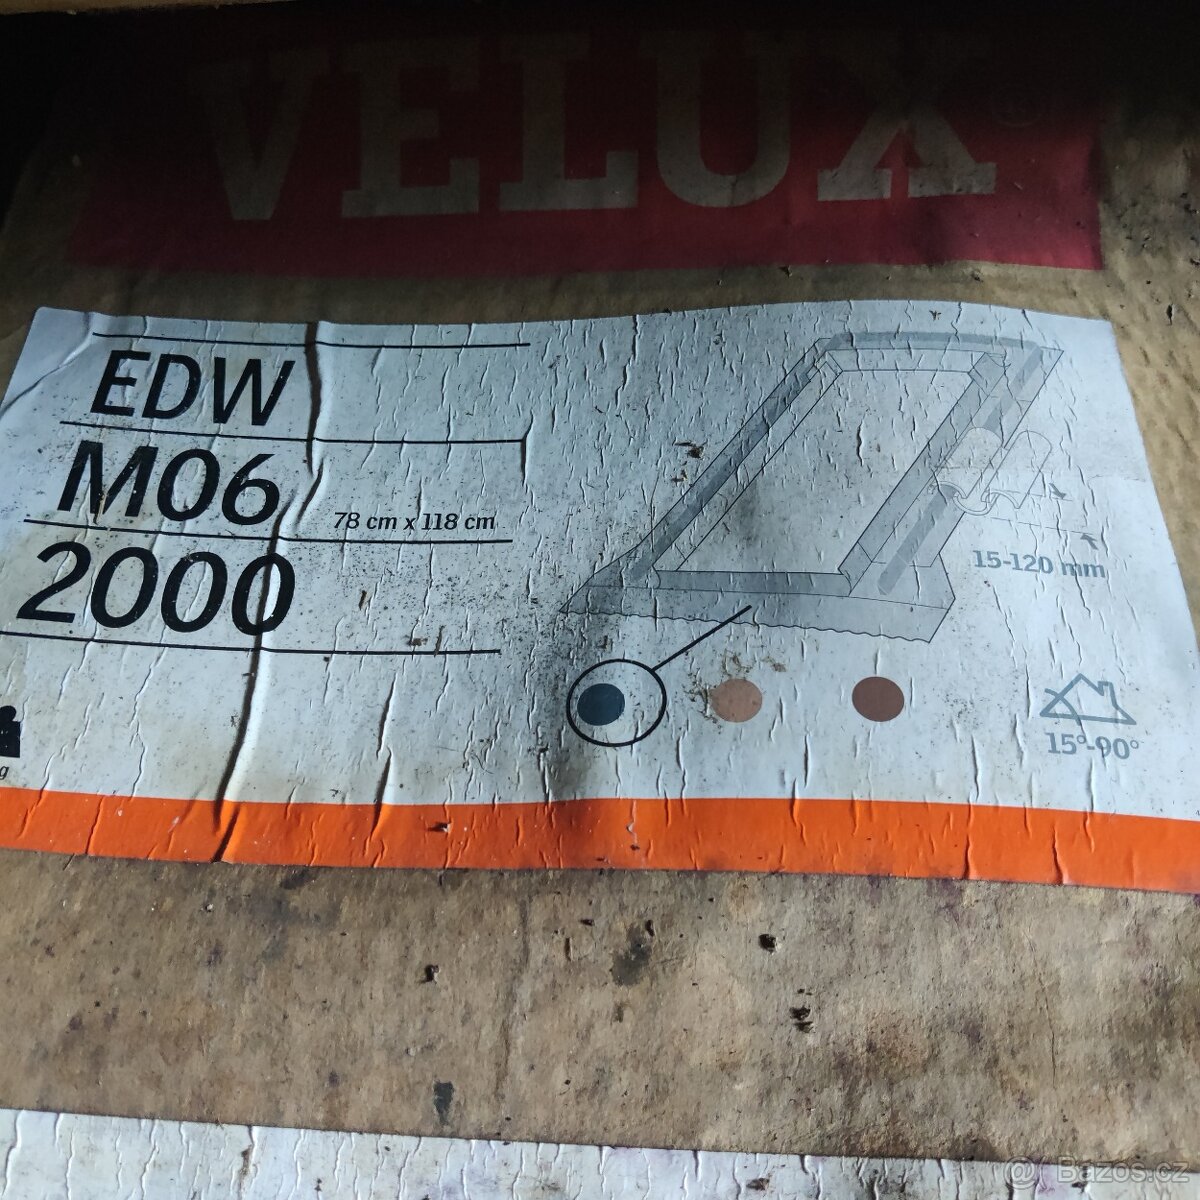 VELUX®
EDW
M06
78 cm x 118 cm
2000
15-120 mm
15°-90°
g
@ Bazos.cz